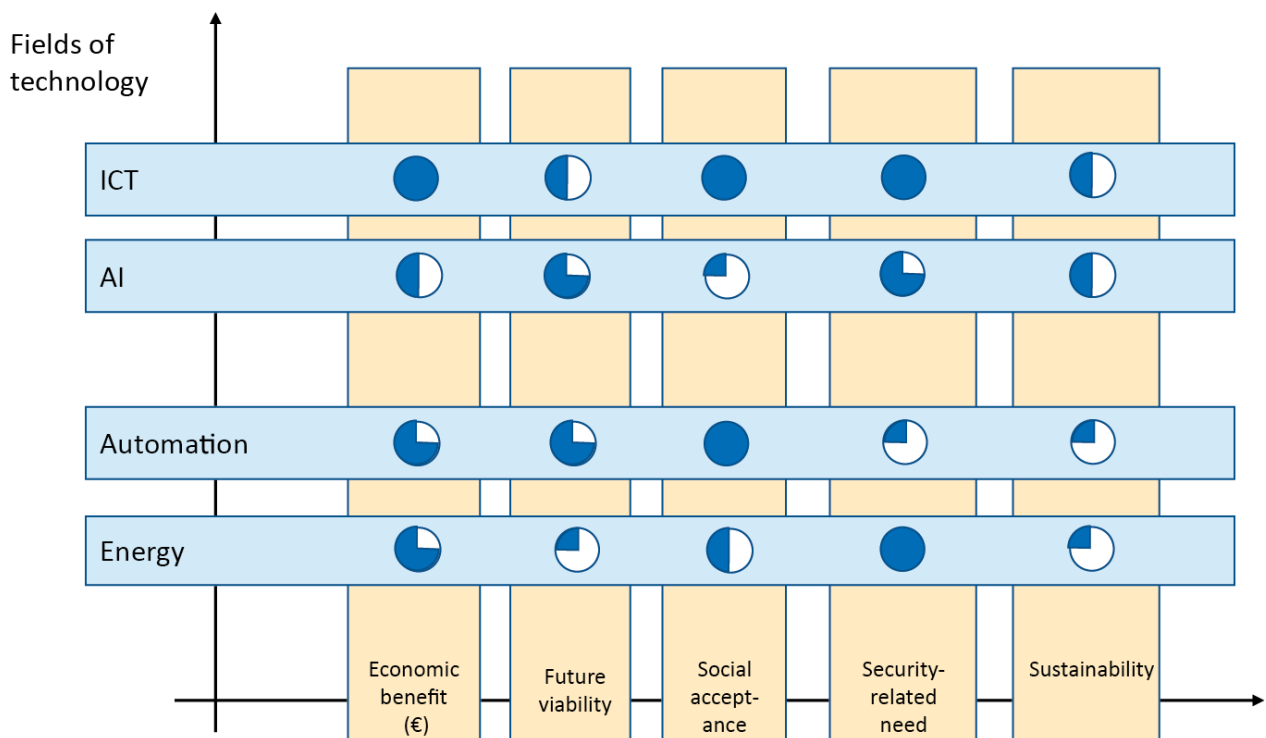 Fields of
technology
ICT
AI
Automation
Energy
Economic
benefit
(€)
Future
viability
Social
accept-
ance
Security-
related
need
Sustainability